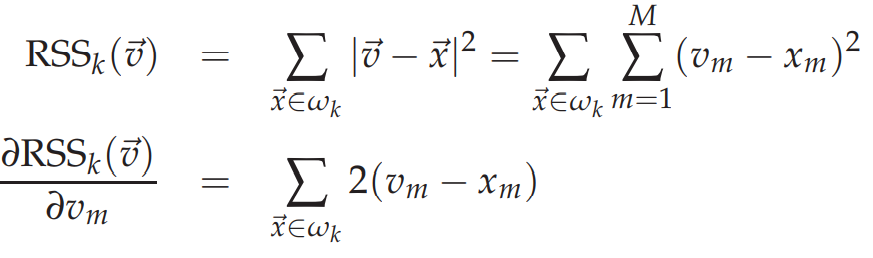 RSS_k(\vec{v}) = \sum_{\vec{x} \in \omega_k} |\vec{v} - \vec{x}|^2 = \sum_{\vec{x} \in \omega_k} \sum_{m=1}^{M} (v_m - x_m)^2
\frac{\partial RSS_k(\vec{v})}{\partial v_m} = \sum_{\vec{x} \in \omega_k} 2(v_m - x_m)